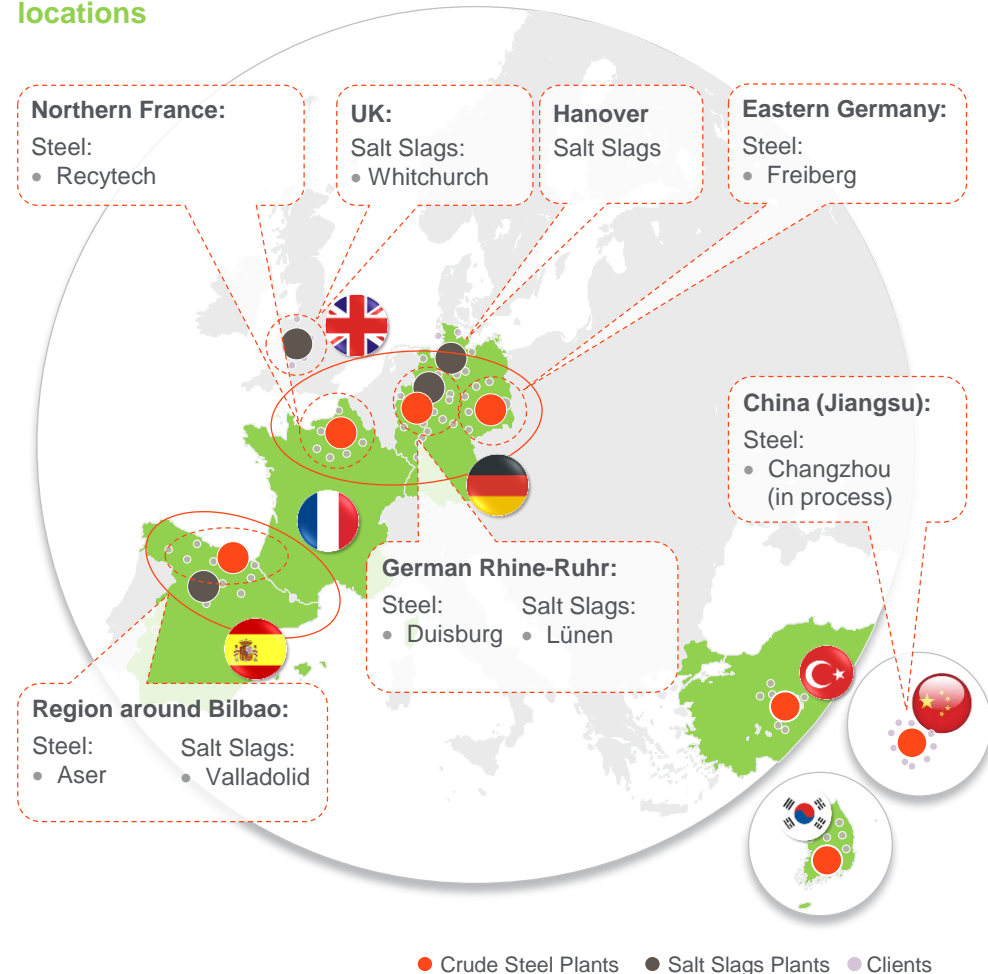 locations
Northern France:
Steel:
• Recytech
UK:
Salt Slags:
• Whitchurch
Hanover
Salt Slags
Eastern Germany:
Steel:
• Freiberg
China (Jiangsu):
Steel:
• Changzhou
(in process)
German Rhine-Ruhr:
Steel:
• Duisburg
Salt Slags:
• Lünen
Region around Bilbao:
Steel:
• Aser
Salt Slags:
• Valladolid
Crude Steel Plants
Salt Slags Plants
Clients